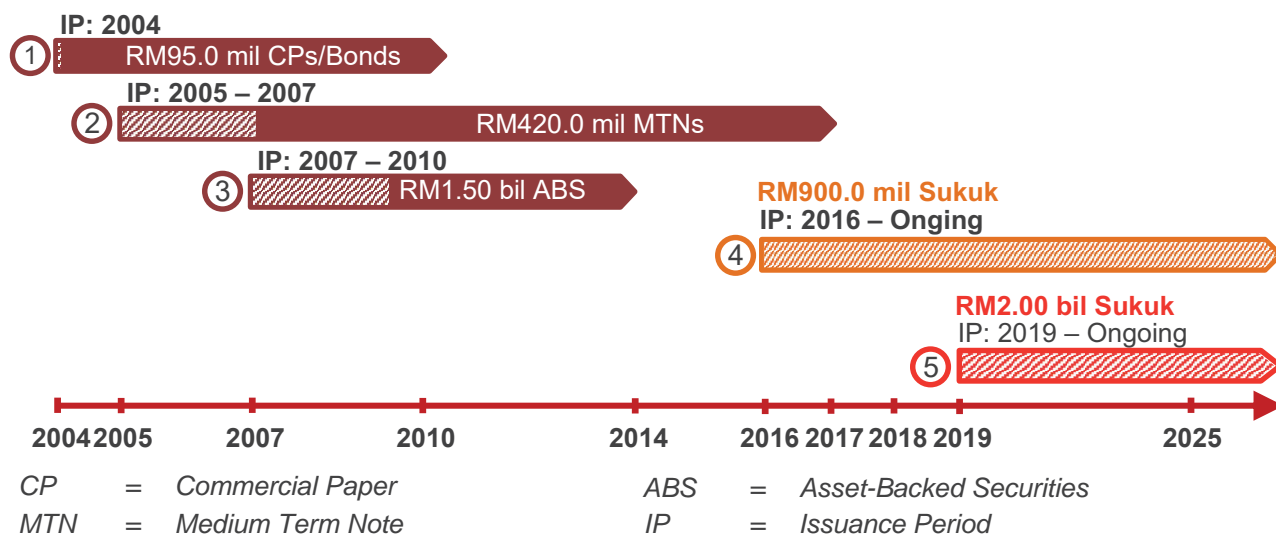 IP: 2004
1
RM95.0 mil CPs/Bonds
IP: 2005 – 2007
2
RM420.0 mil MTNs
IP: 2007 – 2010
3
RM1.50 bil ABS
RM900.0 mil Sukuk
IP: 2016 – Onging
4
RM2.00 bil Sukuk
IP: 2019 – Ongoing
5
2004 2005 2007 2010 2014 2016 2017 2018 2019 2025
CP = Commercial Paper ABS = Asset-Backed Securities
MTN = Medium Term Note IP = Issuance Period